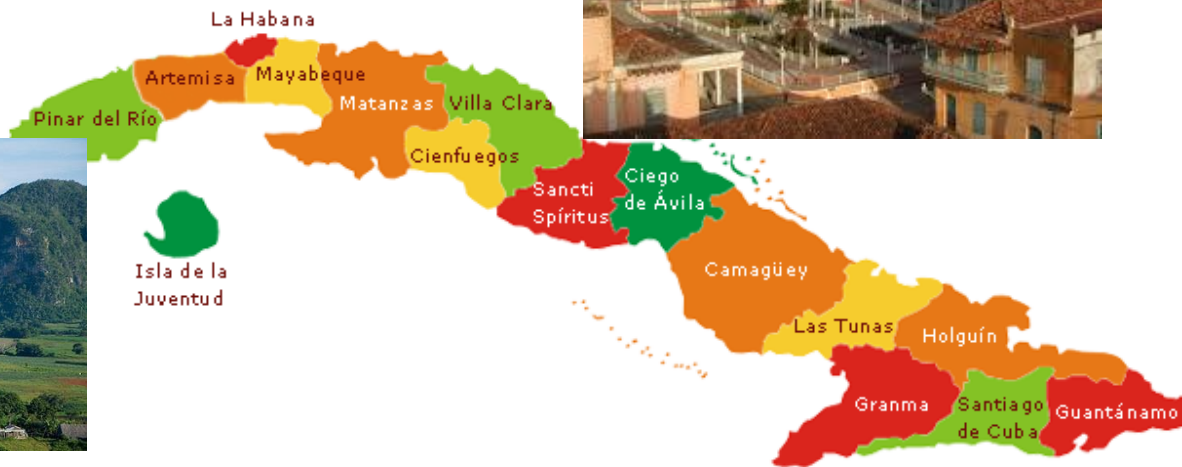 La Habana
Artemisa
Mayabeque
Pinar del Río
Matanzas
Villa Clara
Cienfuegos
Sancti
Spíritus
Ciego
de Ávila
Isla de la
Juventud
Camagüey
Las Tunas
Holguín
Granma
Santiago
de Cuba
Guantánamo